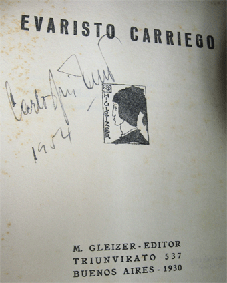 EVARISTO CARRIEGO
1954
M. GLEIZER-EDITOR
TRIUNVIRATO 537
BUENOS AIRES-1930